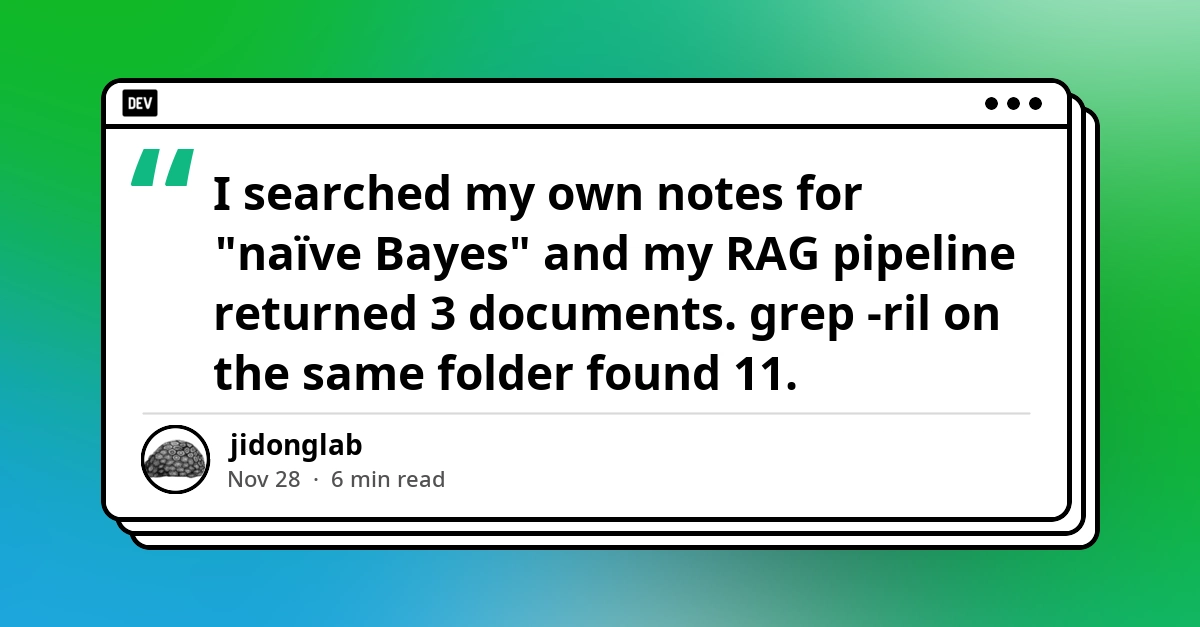 DEV
“
I searched my own notes for
"naïve Bayes" and my RAG pipeline
returned 3 documents. grep -ril on
the same folder found 11.
jidonglab
Nov 28 · 6 min read